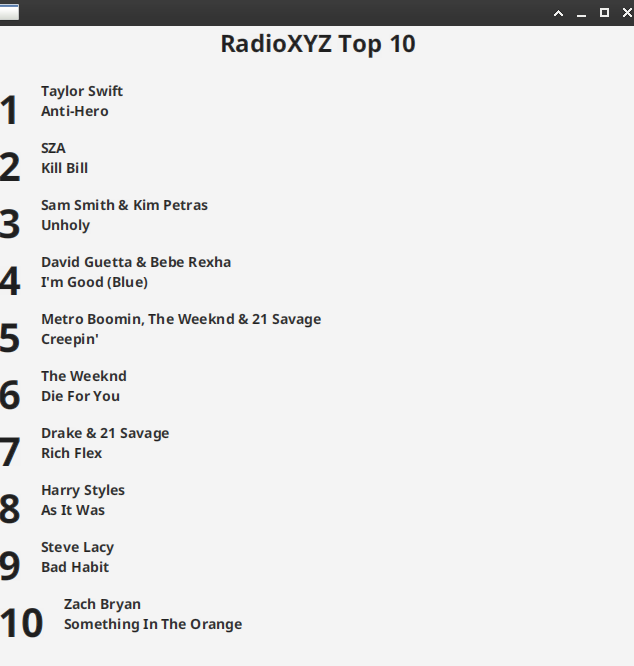 RadioXYZ Top 10
1
Taylor Swift
Anti-Hero
2
SZA
Kill Bill
3
Sam Smith & Kim Petras
Unholy
4
David Guetta & Bebe Rexha
I'm Good (Blue)
5
Metro Boomin, The Weeknd & 21 Savage
Creepin'
6
The Weeknd
Die For You
7
Drake & 21 Savage
Rich Flex
8
Harry Styles
As It Was
9
Steve Lacy
Bad Habit
10
Zach Bryan
Something In The Orange